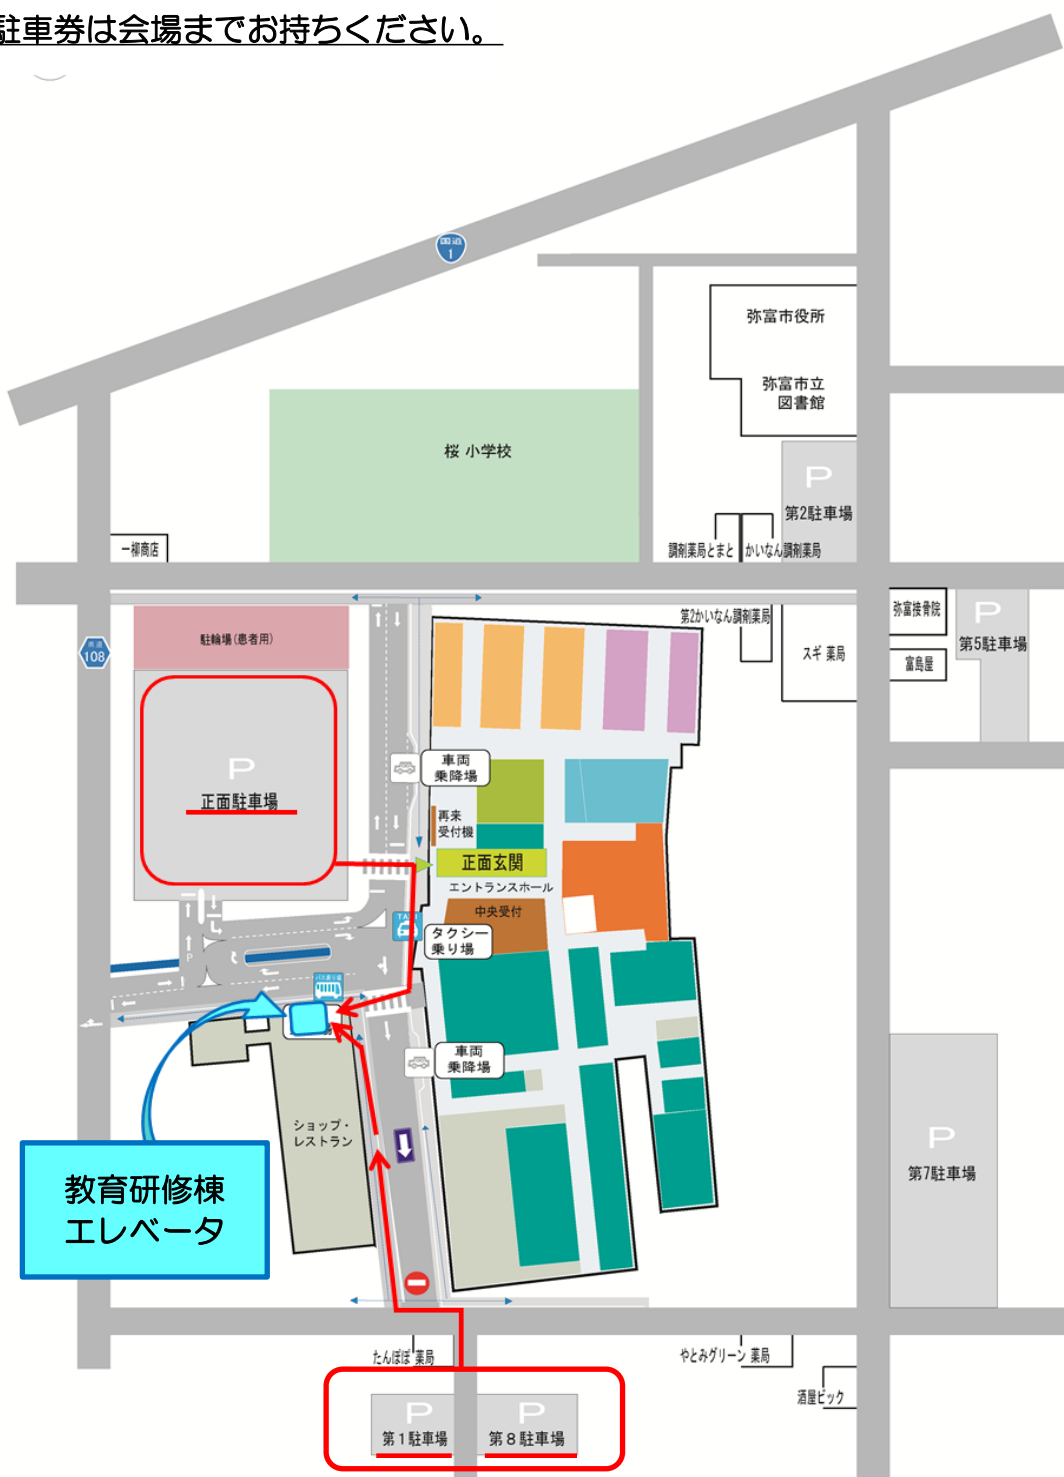 駐車券は会場までお持ちください。
国道
1
弥富市役所
弥富市立
図書館
桜 小学校
P
第2駐車場
調剤薬局とまと
かいなん調剤薬局
一柳商店
第2かいなん調剤薬局
スギ 薬局
弥富接骨院
富島屋
P
第5駐車場
県道
108
駐輪場(患者用)
P
正面駐車場
車両
乗降場
再来
受付機
正面玄関
エントランスホール
中央受付
TAXI
タクシー
乗り場
P
バス乗り場
場
車両
乗降場
ショップ・
レストラン
教育研修棟
エレベータ
P
第7駐車場
たんぽぽ 薬局
やとみグリーン 薬局
酒屋ビック
P
第1駐車場
P
第8駐車場